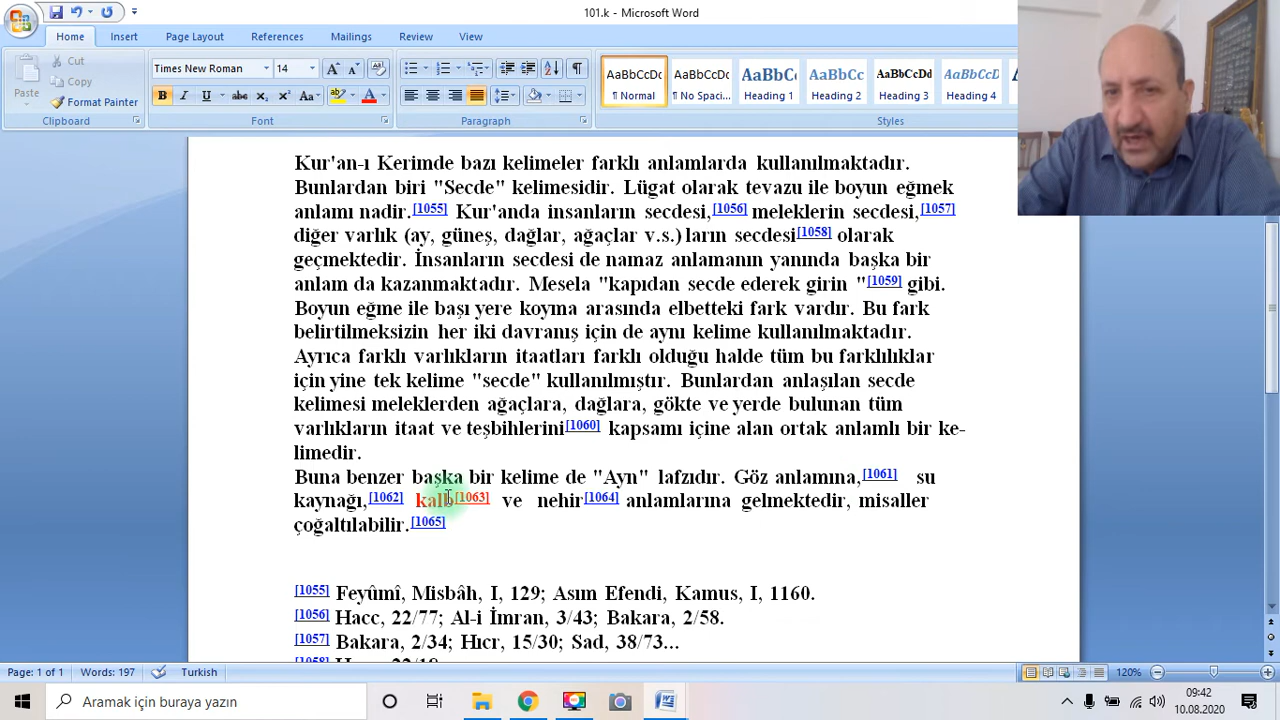 101.k - Microsoft Word
Home Insert Page Layout References Mailings Review View
Cut
Copy
Paste
Format Painter
Times New Roman 14
AaBbCcDc AaBbCcDc AaBbC AaBbCc AaBbCcD AaBbCcD
¶ Normal ¶ No Spaci... Heading 1 Heading 2 Heading 3 Heading 4
Clipboard Font Paragraph Styles
Kur'an-ı Kerimde bazı kelimeler farklı anlamlarda kullanılmaktadır.
Bunlardan biri "Secde" kelimesidir. Lügat olarak tevazu ile boyun eğmek
anlamı nadir.[1055] Kur'anda insanların secdesi,[1056] meleklerin secdesi,[1057]
diğer varlık (ay, güneş, dağlar, ağaçlar v.s.) ların secdesi[1058] olarak
geçmektedir. İnsanların secdesi de namaz anlamanın yanında başka bir
anlam da kazanmaktadır. Mesela "kapıdan secde ederek girin "[1059] gibi.
Boyun eğme ile başı yere koyma arasında elbetteki fark vardır. Bu fark
belirtilmeksizin her iki davranış için de aynı kelime kullanılmaktadır.
Ayrıca farklı varlıkların itaatları farklı olduğu halde tüm bu farklılıklar
için yine tek kelime "secde" kullanılmıştır. Bunlardan anlaşılan secde
kelimesi meleklerden ağaçlara, dağlara, gökte ve yerde bulunan tüm
varlıkların itaat ve teşbihlerini[1060] kapsamı içine alan ortak anlamlı bir ke-
limedir.
Buna benzer başka bir kelime de "Ayn" lafzıdır. Göz anlamına,[1061] su
kaynağı,[1062] kalb[1063] ve nehir[1064] anlamlarına gelmektedir, misaller
çoğaltılabilir.[1065]
[1055] Feyûmî, Misbâh, I, 129; Asım Efendi, Kamus, I, 1160.
[1056] Hacc, 22/77; Al-i İmran, 3/43; Bakara, 2/58.
[1057] Bakara, 2/34; Hıcr, 15/30; Sad, 38/73...
Page: 1 of 1 Words: 197 Turkish 120%
Aramak için buraya yazın
09:42
10.08.2020